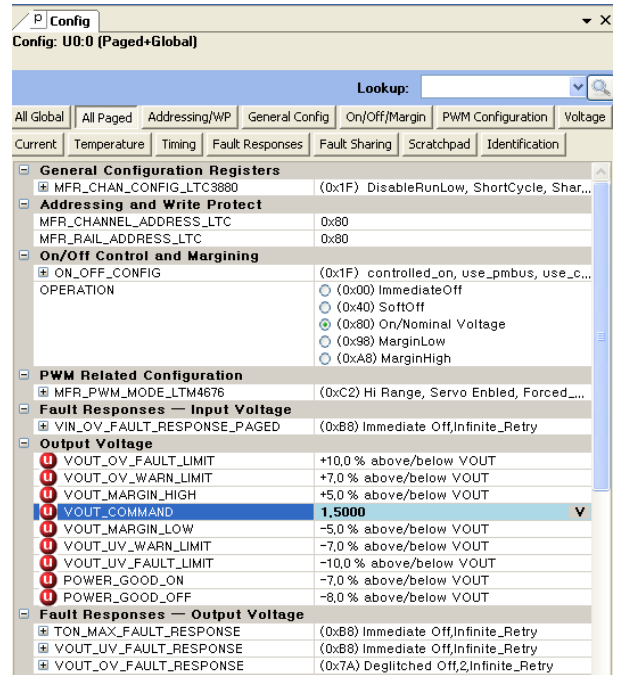 P Config
Config: U0:0 (Paged+Global)
Lookup:
All Global All Paged Addressing/WP General Config On/Off/Margin PWM Configuration Voltage
Current Temperature Timing Fault Responses Fault Sharing Scratchpad Identification
General Configuration Registers
MFR_CHAN_CONFIG_LTC3880 (0x1F) DisableRunLow, ShortCycle, Shar...
Addressing and Write Protect
MFR_CHANNEL_ADDRESS_LTC 0x80
MFR_RAIL_ADDRESS_LTC 0x80
On/Off Control and Margining
ON_OFF_CONFIG (0x1F) controlled_on, use_pmbus, use_c...
OPERATION (0x00) ImmediateOff
(0x40) SoftOff
(0x80) On/Nominal Voltage
(0x98) MarginLow
(0xA8) MarginHigh
PWM Related Configuration
MFR_PWM_MODE_LTM4676 (0xC2) Hi Range, Servo Enbled, Forced_...
Fault Responses — Input Voltage
VIN_OV_FAULT_RESPONSE_PAGED (0xB8) Immediate Off,Infinite_Retry
Output Voltage
U VOUT_OV_FAULT_LIMIT +10,0 % above/below VOUT
U VOUT_OV_WARN_LIMIT +7,0 % above/below VOUT
U VOUT_MARGIN_HIGH +5,0 % above/below VOUT
U VOUT_COMMAND 1,5000 V
U VOUT_MARGIN_LOW -5,0 % above/below VOUT
U VOUT_UV_WARN_LIMIT -7,0 % above/below VOUT
U VOUT_UV_FAULT_LIMIT -10,0 % above/below VOUT
U POWER_GOOD_ON -7,0 % above/below VOUT
U POWER_GOOD_OFF -8,0 % above/below VOUT
Fault Responses — Output Voltage
TON_MAX_FAULT_RESPONSE (0xB8) Immediate Off,Infinite_Retry
VOUT_UV_FAULT_RESPONSE (0xB8) Immediate Off,Infinite_Retry
VOUT_OV_FAULT_RESPONSE (0x7A) Deglitched Off,2,Infinite_Retry